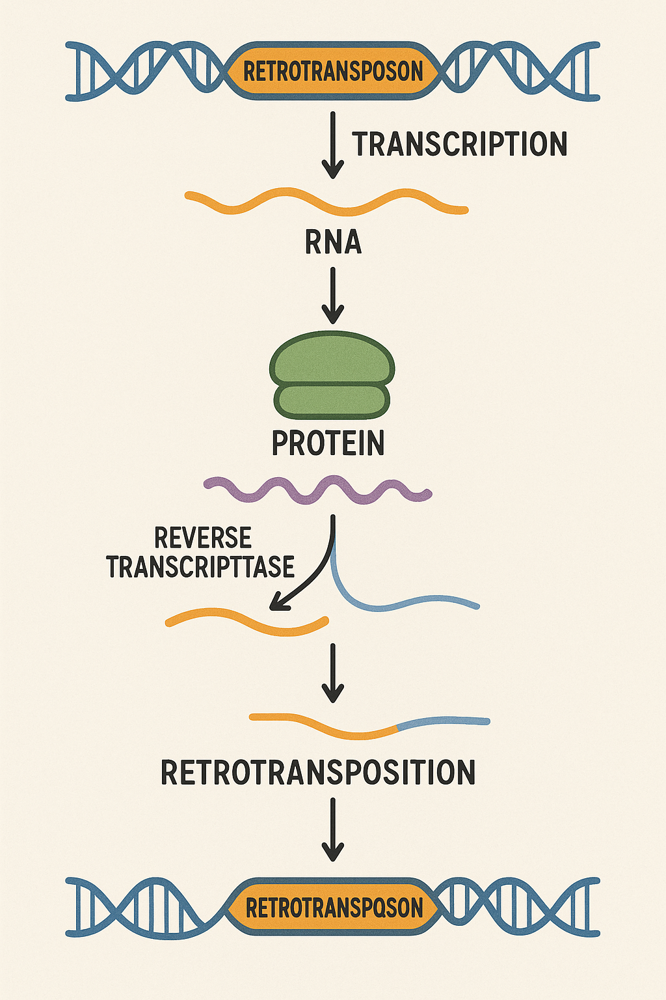 RETROTRANSPOSON
TRANSCRIPTION
RNA
PROTEIN
REVERSE
TRANSCRIPTTASE
RETROTRANSPOSITION
RETROTRANSPQSON